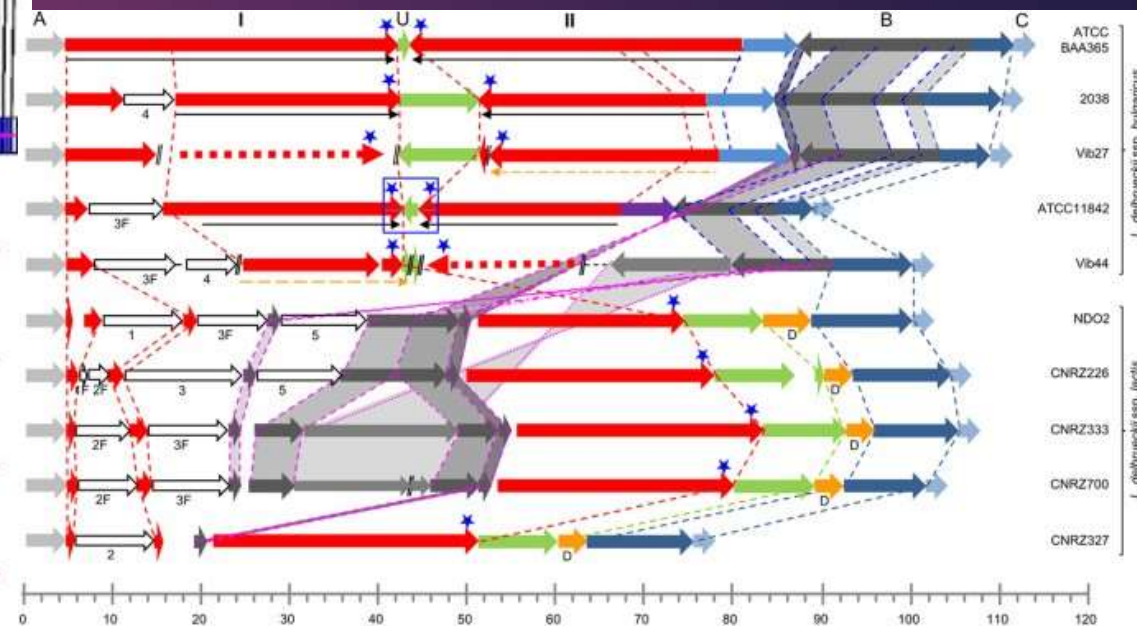 A I U II B C
ATCC
BAA365
4 2038
Vib27
3F ATCC11842
3F 4 Vib44
1 3F 5 D NDO2
2F 3 5 D CNRZ226
2F 3F D CNRZ333
2F 3F D CNRZ700
2 D CNRZ327
L. delbrueckii ssp. bulgaricus
L. delbrueckii ssp. lactis
0 10 20 30 40 50 60 70 80 90 100 110 120